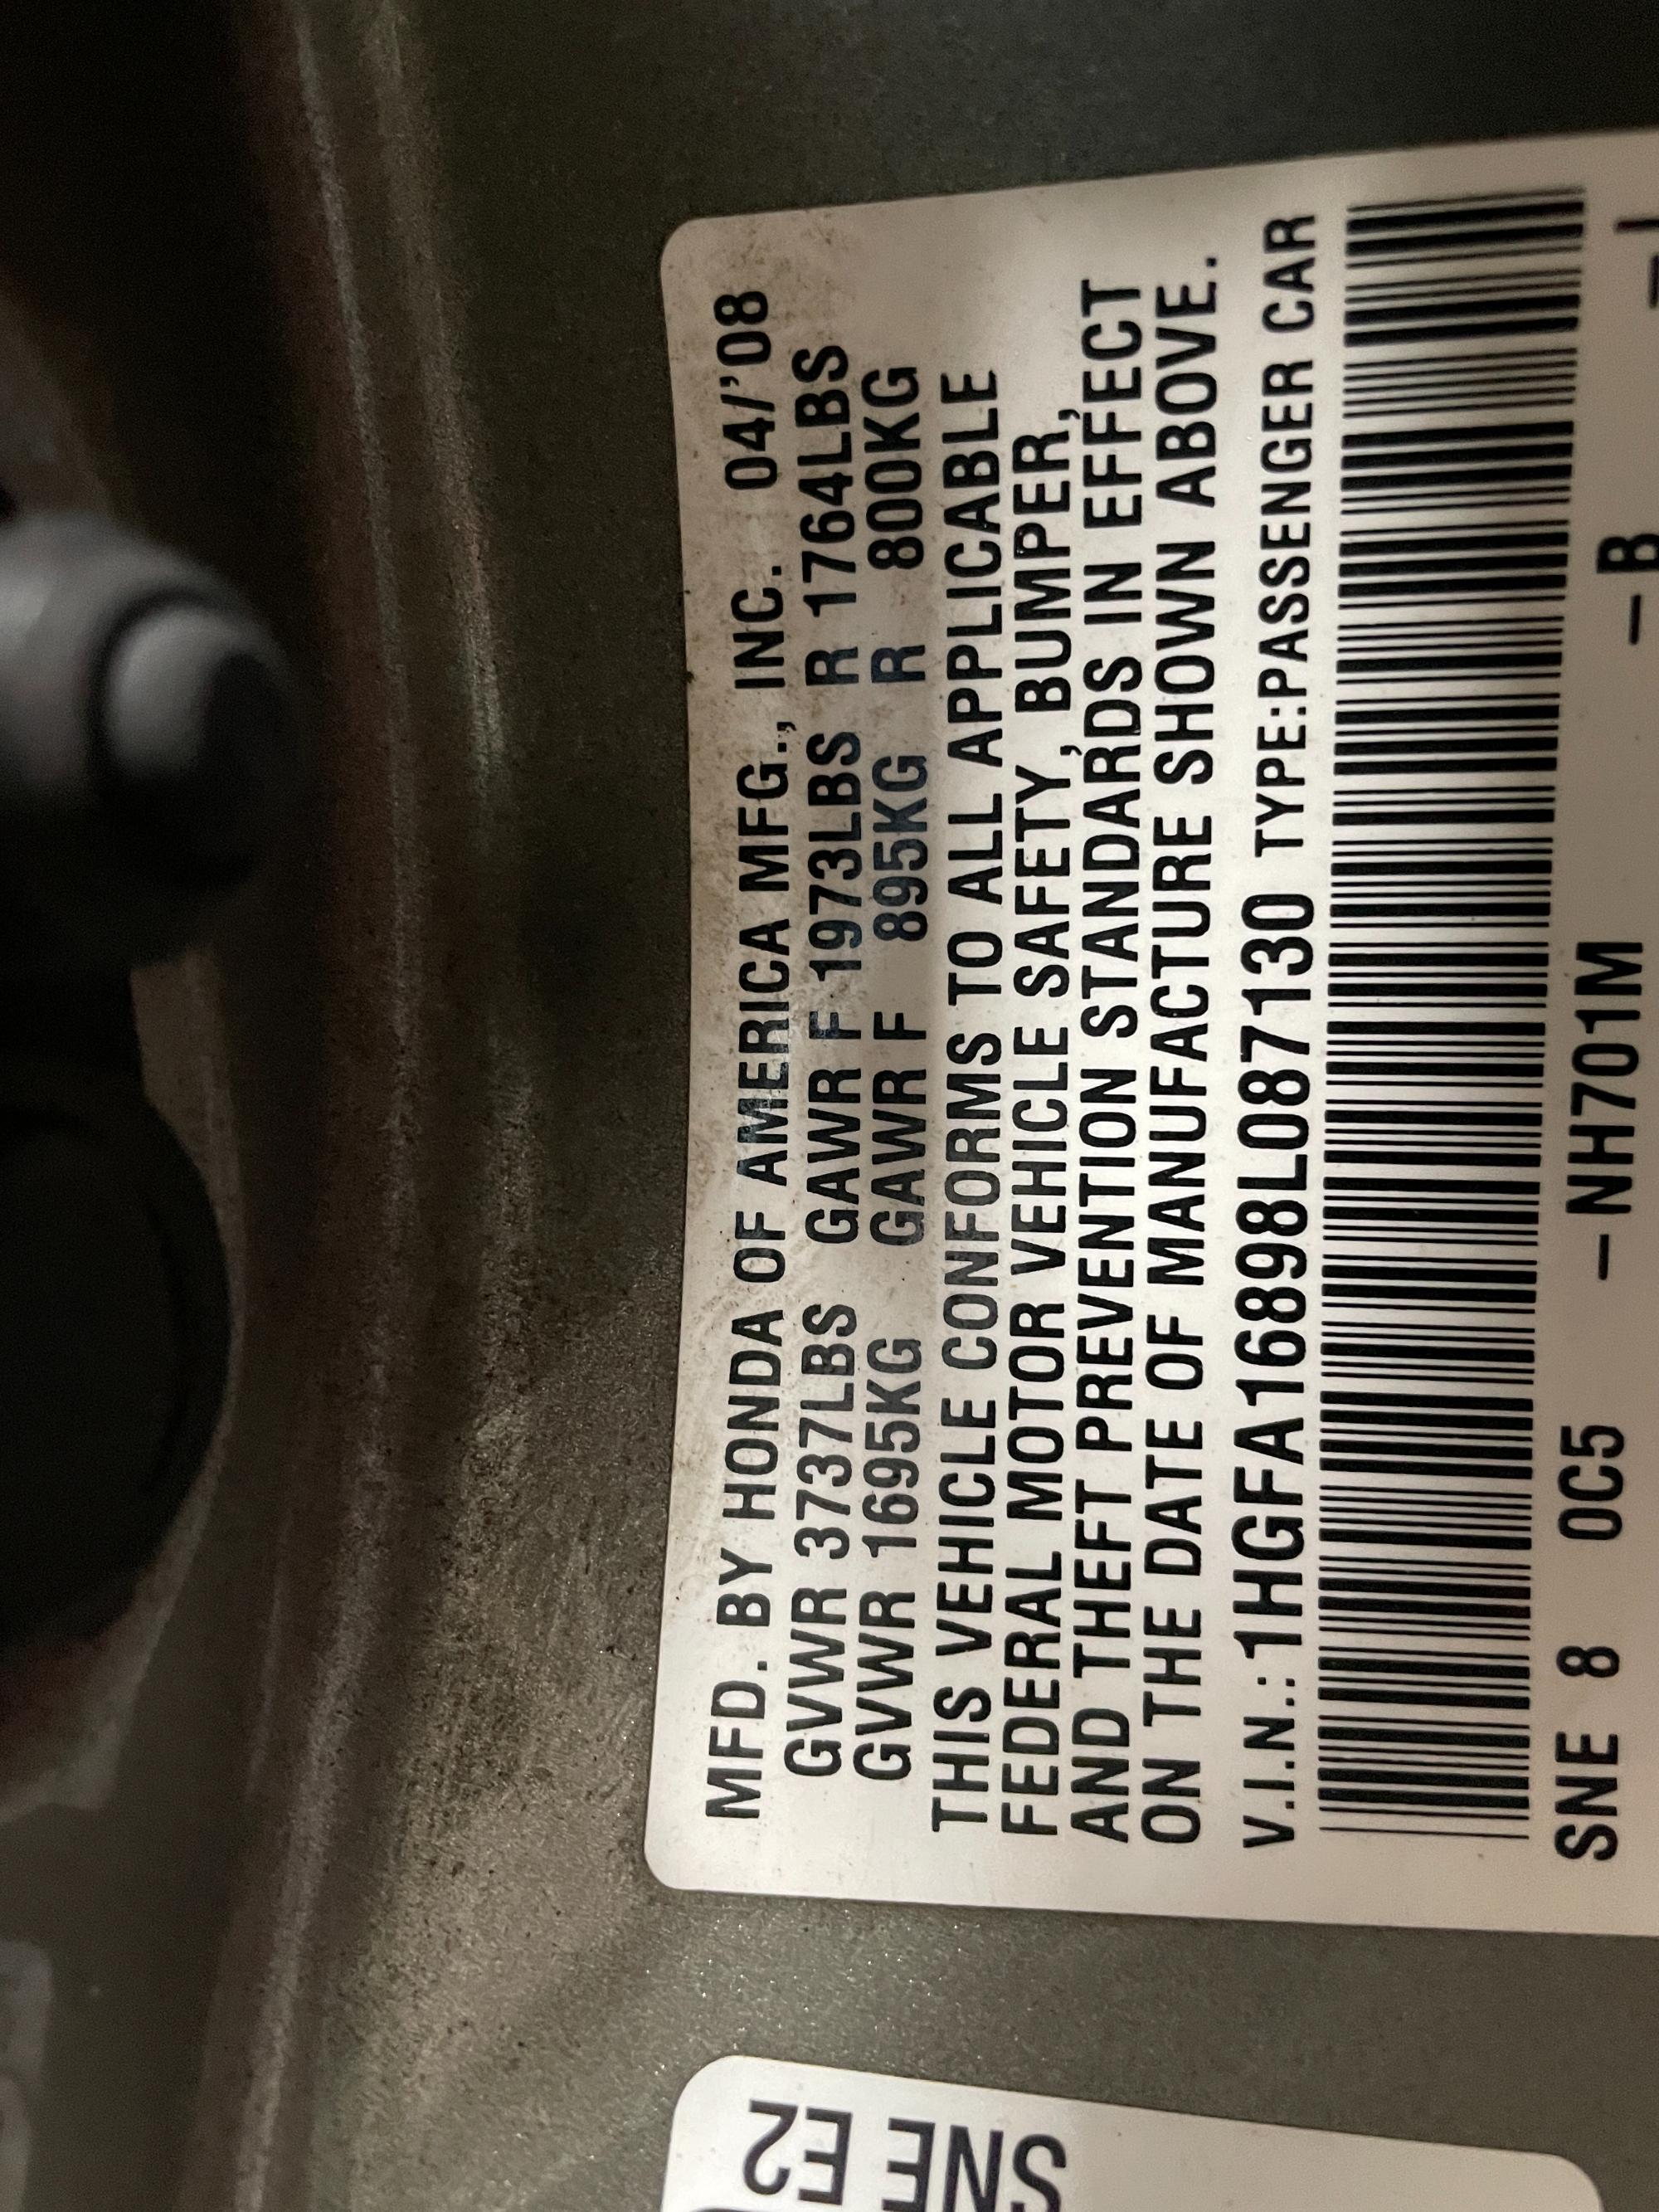 MFD. BY HONDA OF AMERICA MFG., INC. 04/'08
GVWR 3737LBS GAWR F 1973LBS R 1764LBS
GVWR 1695KG GAWR F 895KG R 800KG
THIS VEHICLE CONFORMS TO ALL APPLICABLE
FEDERAL MOTOR VEHICLE SAFETY, BUMPER,
AND THEFT PREVENTION STANDARDS IN EFFECT
ON THE DATE OF MANUFACTURE SHOWN ABOVE.
V.I.N.: 1HGFA16898L087130 TYPE:PASSENGER CAR
SNE 8 0C5 –NH701M –B
SNE E2